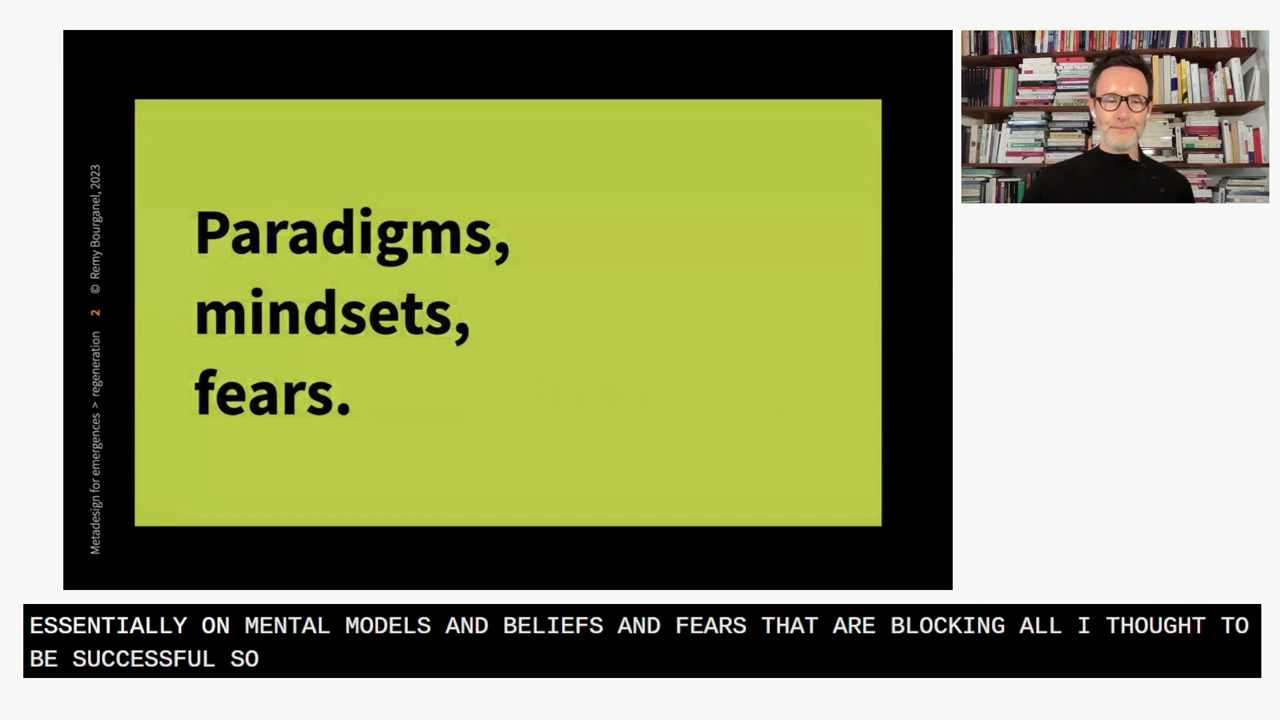 Paradigms,
mindsets,
fears.
Metadesign for emergences > regeneration 2 © Remy Bourganel, 2023
ESSENTIALLY ON MENTAL MODELS AND BELIEFS AND FEARS THAT ARE BLOCKING ALL I THOUGHT TO
BE SUCCESSFUL SO